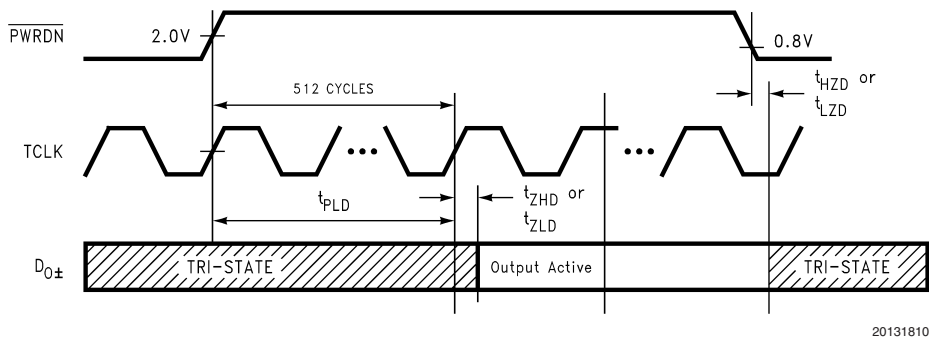 PWRDN
2.0V
0.8V
512 CYCLES
tHZD or
tLZD
TCLK
•••
•••
tPLD
tZHD or
tZLD
DO±
TRI-STATE
Output Active
TRI-STATE
20131810